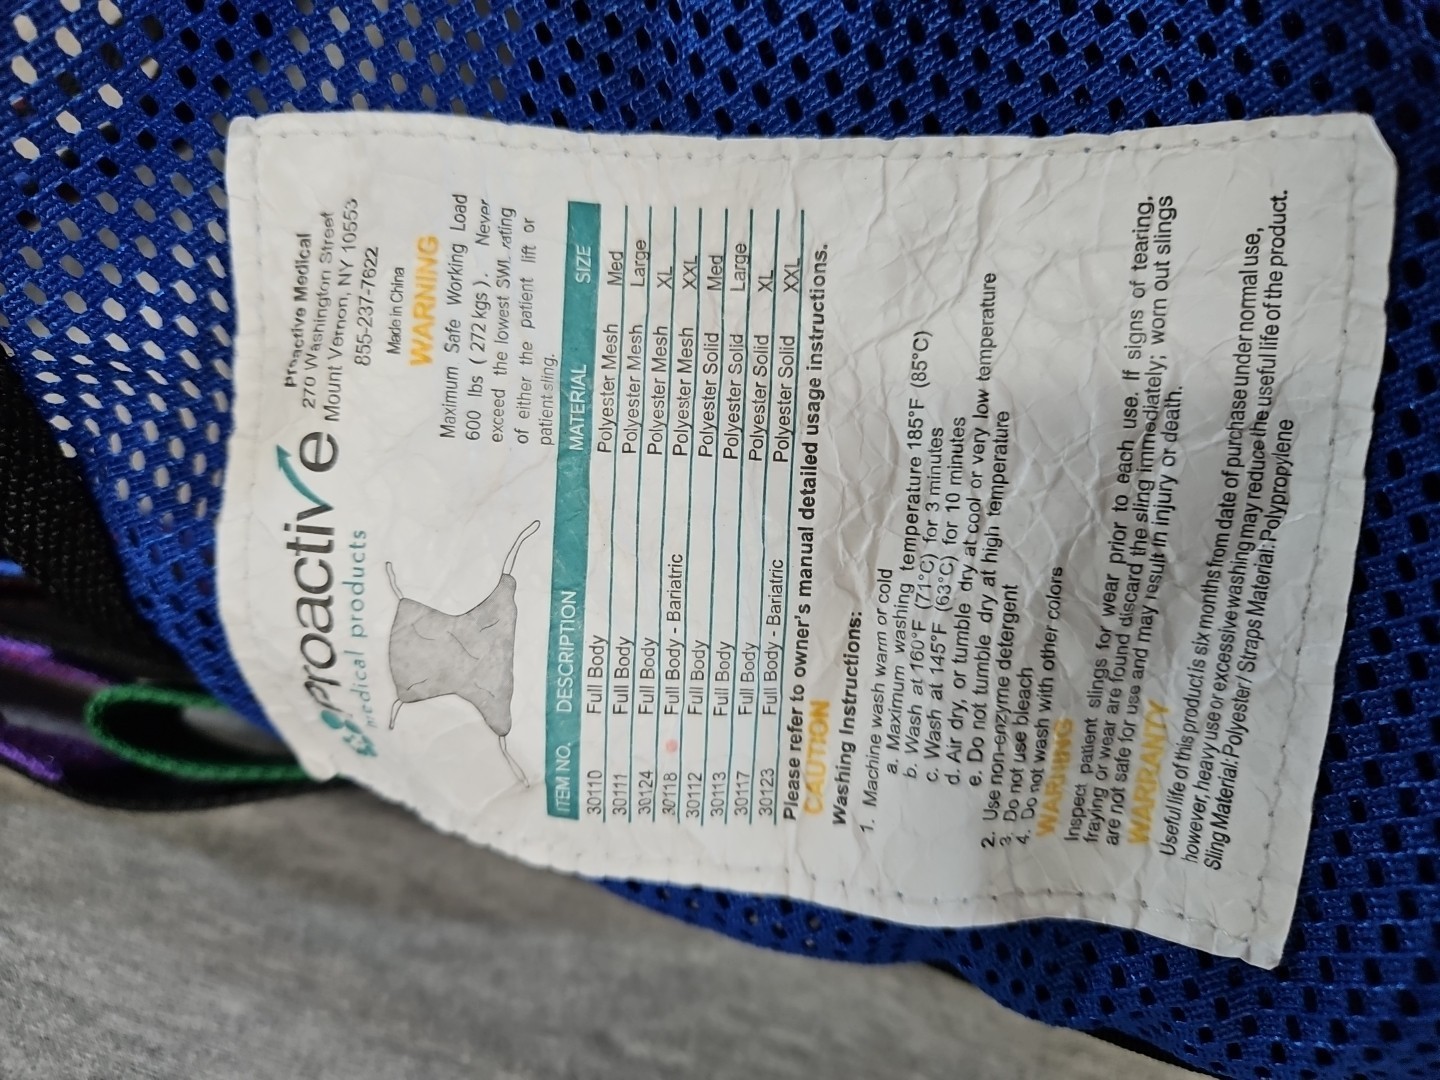 Proactive
medical products
Proactive Medical
270 Washington Street
Mount Vernon, NY 10553
855-237-7622
Made in China
WARNING
Maximum Safe Working Load
600 lbs ( 272 kgs ). Never
exceed the lowest SWL rating
of either the patient lift or
patient sling.
ITEM NO. DESCRIPTION MATERIAL SIZE
30110 Full Body Polyester Mesh Med
30111 Full Body Polyester Mesh Large
30124 Full Body Polyester Mesh XL
30118 Full Body - Bariatric Polyester Mesh XXL
30112 Full Body Polyester Solid Med
30113 Full Body Polyester Solid Large
30117 Full Body Polyester Solid XL
30123 Full Body - Bariatric Polyester Solid XXL
Please refer to owner's manual detailed usage instructions.
CAUTION
Washing Instructions:
1. Machine wash warm or cold
a. Maximum washing temperature 185°F (85°C)
b. Wash at 160°F (71°C) for 3 minutes
c. Wash at 145°F (63°C) for 10 minutes
d. Air dry, or tumble dry at cool or very low temperature
e. Do not tumble dry at high temperature
2. Use non-enzyme detergent
3. Do not use bleach
4. Do not wash with other colors
WARNING
Inspect patient slings for wear prior to each use. If signs of tearing,
fraying or wear are found discard the sling immediately; worn out slings
are not safe for use and may result in injury or death.
WARRANTY
Useful life of this product is six months from date of purchase under normal use,
however, heavy use or excessive washing may reduce the useful life of the product.
Sling Material: Polyester/ Straps Material: Polypropylene